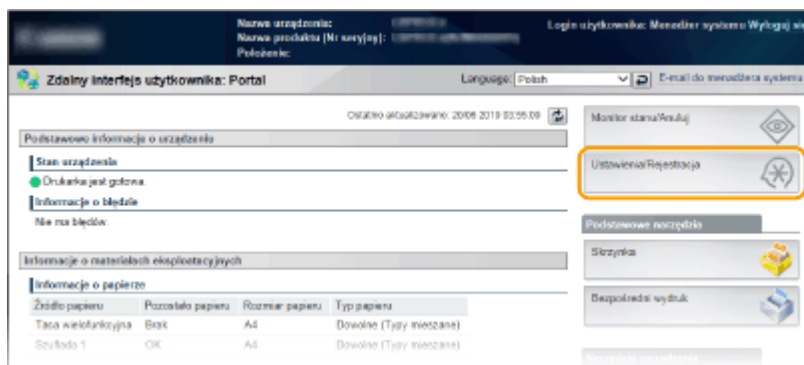 Nazwa urządzenia:
Nazwa produktu (Nr seryjny):
Położenie:
Login użytkownika: Menedżer systemu Wyloguj się
Zdalny interfejs użytkownika: Portal
Language: Polish
E-mail do menadżera systemu
Ostatnio aktualizowano: 20/06 2019 03:55:09
Podstawowe informacje o urządzeniu
Stan urządzenia
Drukarka jest gotowa.
Informacje o błędzie
Nie ma błędów.
Informacje o materiałach eksploatacyjnych
Informacje o papierze
Źródło papieru Pozostało papieru Rozmiar papieru Typ papieru
Taca wielofunkcyjna Brak A4 Dowolne (Typy mieszane)
Szuflada 1 OK A4 Dowolne (Typy mieszane)
Monitor stanu/Anuluj
Ustawienia/Rejestracja
Podstawowe narzędzia
Skrzynka
Bezpośredni wydruk